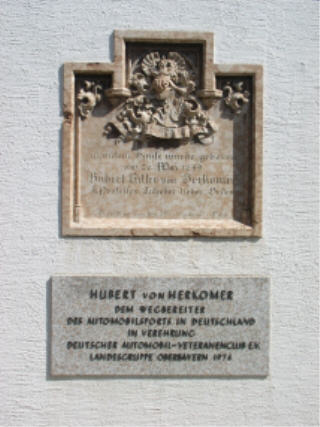 Hause wurde geboren
am 26. Mai 1849
Hubert Ritter von Herkomer
HUBERT VON HERKOMER
DEM WEGBEREITER
DES AUTOMOBILSPORTS IN DEUTSCHLAND
IN VEREHRUNG
DEUTSCHER AUTOMOBIL-VETERANENCLUB E.V.
LANDESGRUPPE OBERBAYERN 1974